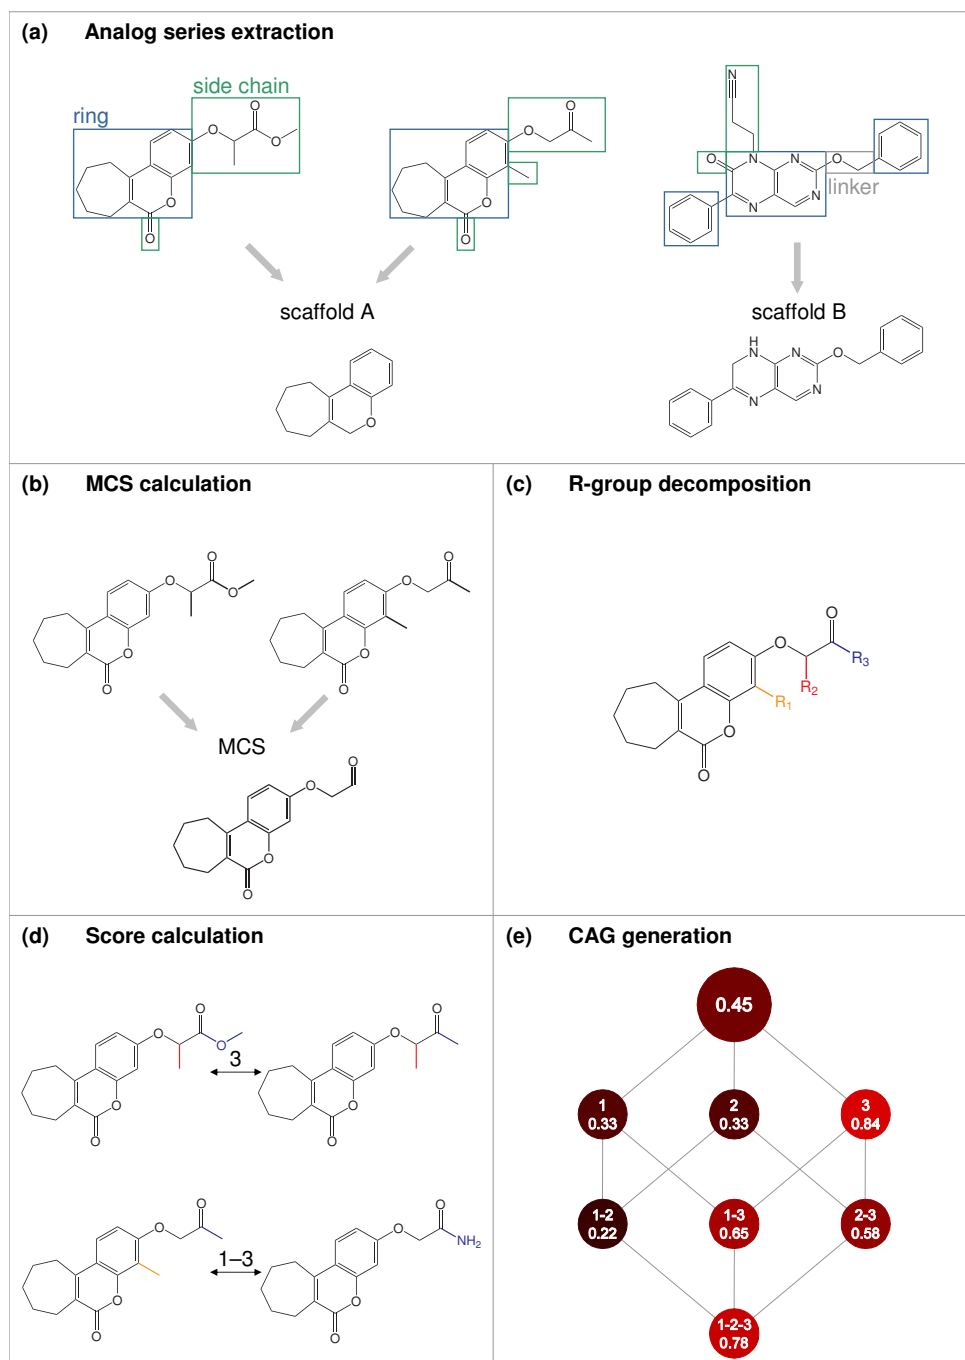 (a) Analog series extraction
side chain
ring
O
O
O
O
O
O
O
O
O
N
N
N
O
N
N
O
N
linker
scaffold A
scaffold B
O
H
N
N
O
N
N
(b) MCS calculation
(c) R-group decomposition
O
O
O
O
O
O
O
O
O
MCS
O
O
O
O
O
O
R3
R2
R1
O
O
(d) Score calculation
(e) CAG generation
O
O
O
O
O
3
O
O
O
O
O
O
O
O
1–3
O
O
NH2
O
O
0.45
1
0.33
2
0.33
3
0.84
1-2
0.22
1-3
0.65
2-3
0.58
1-2-3
0.78